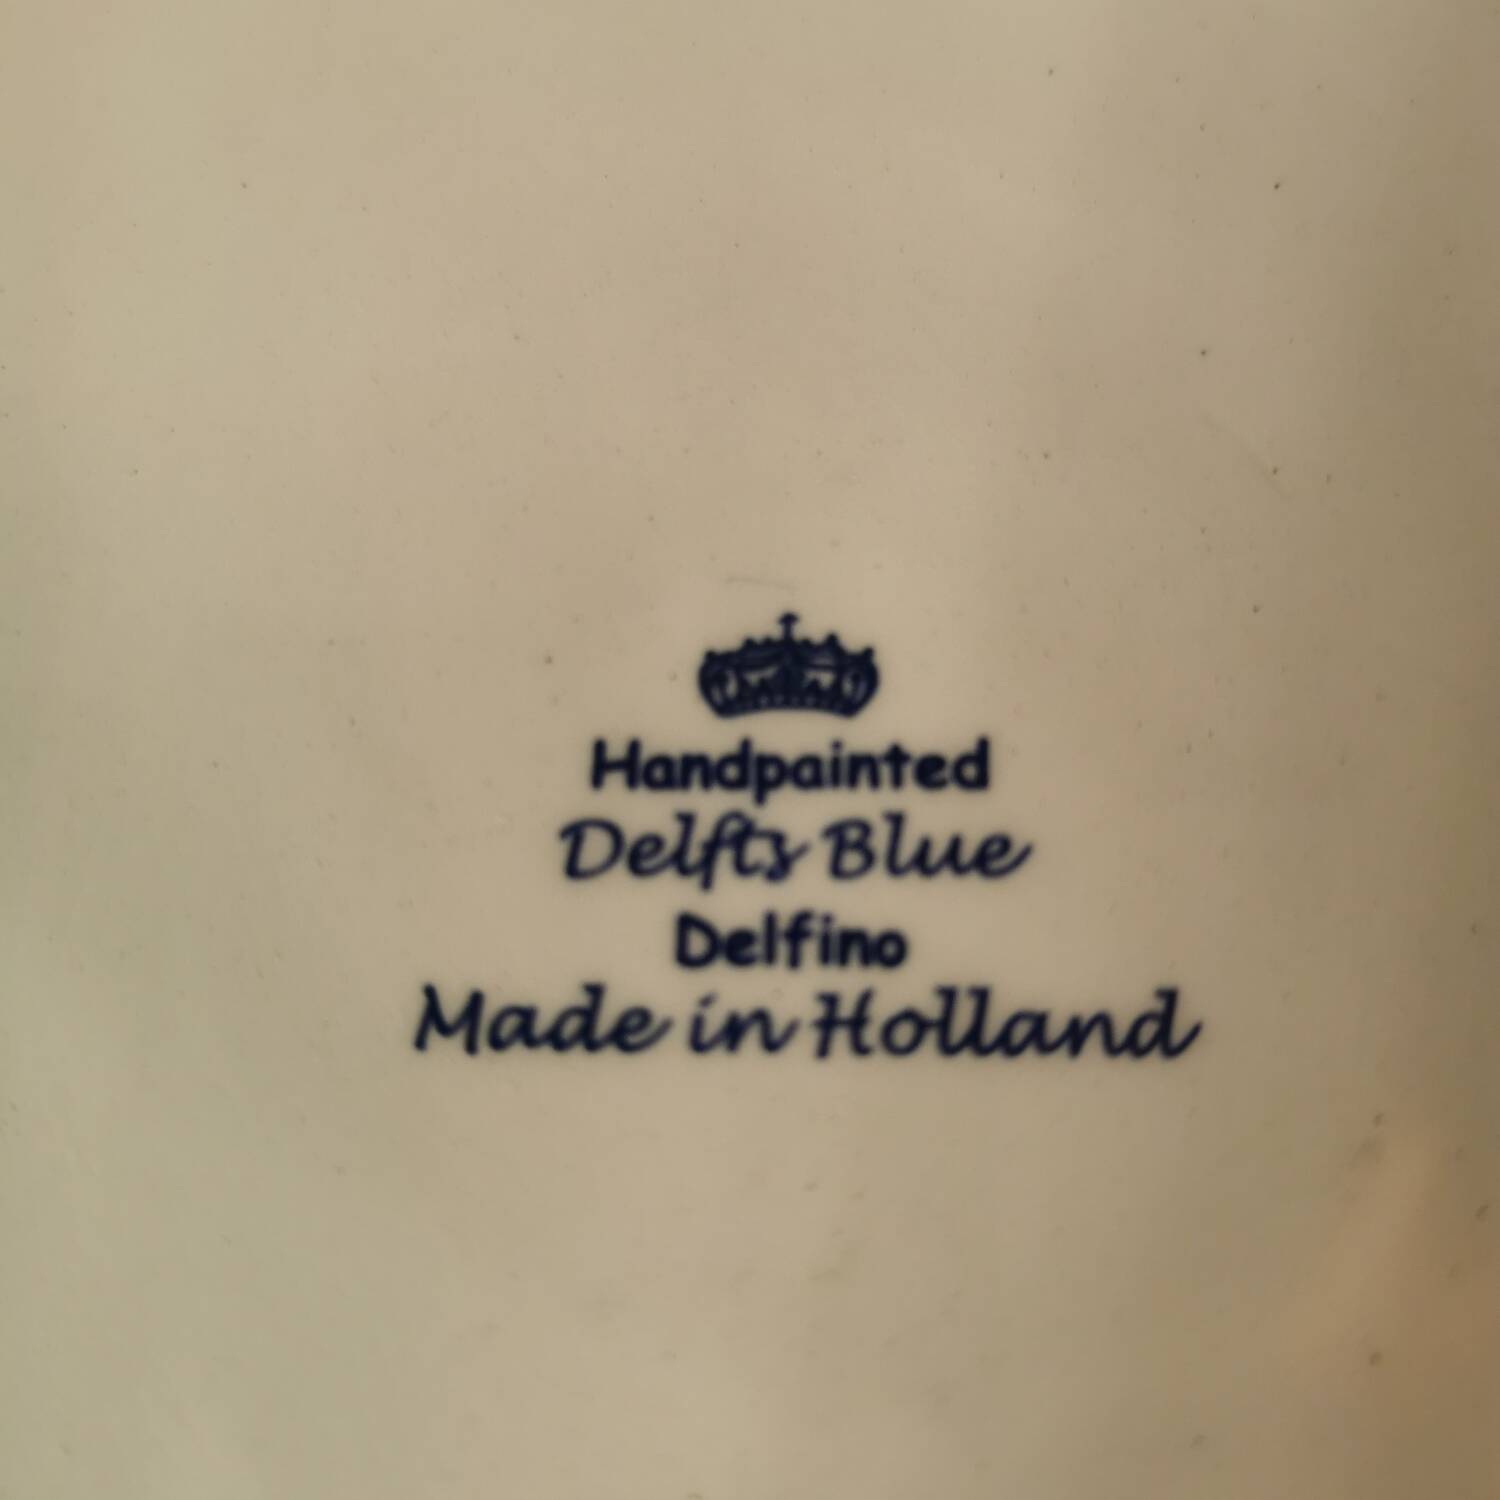 Handpainted
Delfts Blue
Delfino
Made in Holland